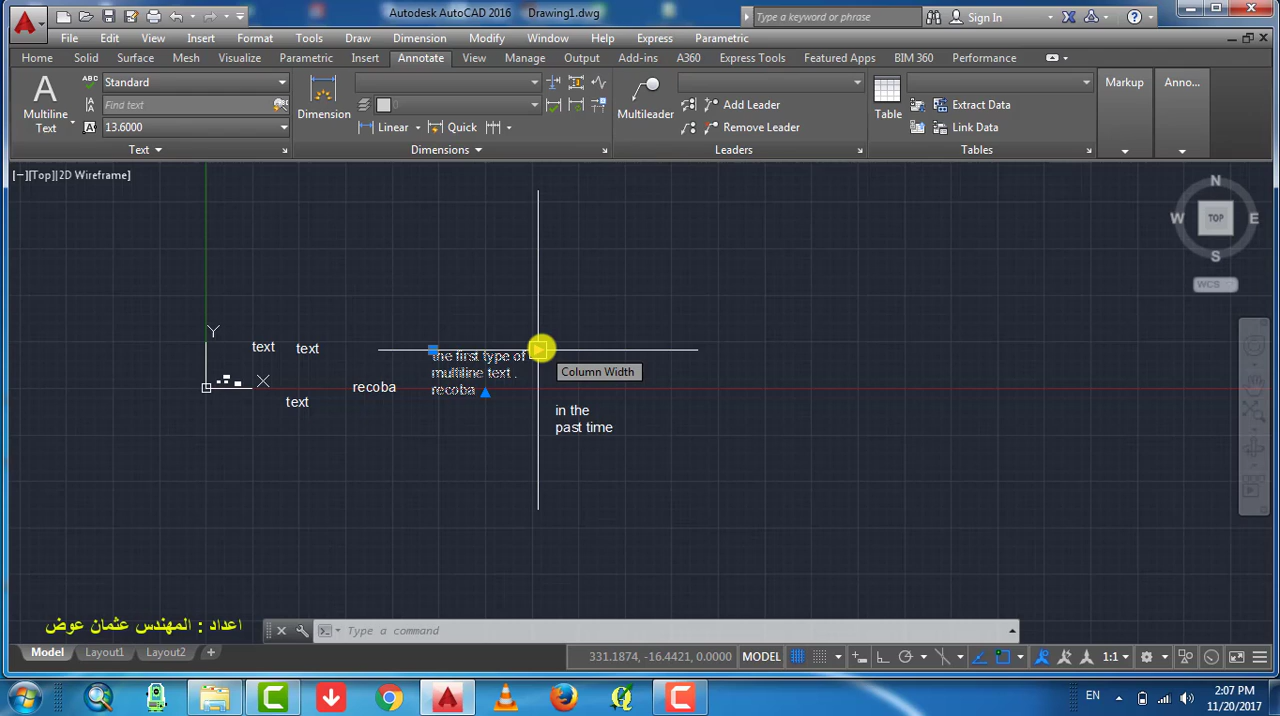 Autodesk AutoCAD 2016 Drawing1.dwg
Type a keyword or phrase
Sign In
File Edit View Insert Format Tools Draw Dimension Modify Window Help Express Parametric
Home Solid Surface Mesh Visualize Parametric Insert Annotate View Manage Output Add-ins A360 Express Tools Featured Apps BIM 360 Performance
A
Multiline
Text
ABC
Standard
Find text
13.6000
Text
Dimension
0
Linear
Quick
Dimensions
Multileader
Add Leader
Remove Leader
Leaders
Table
Extract Data
Link Data
Tables
Markup
Anno...
[−][Top][2D Wireframe]
N
W TOP E
S
WCS
Y
X
text text
text
recoba
the first type of
multiline text .
recoba
Column Width
in the
past time
اعداد : المهندس عثمان عوض
Type a command
Model Layout1 Layout2 +
331.1874, -16.4421, 0.0000 MODEL
1:1
EN
2:07 PM
11/20/2017